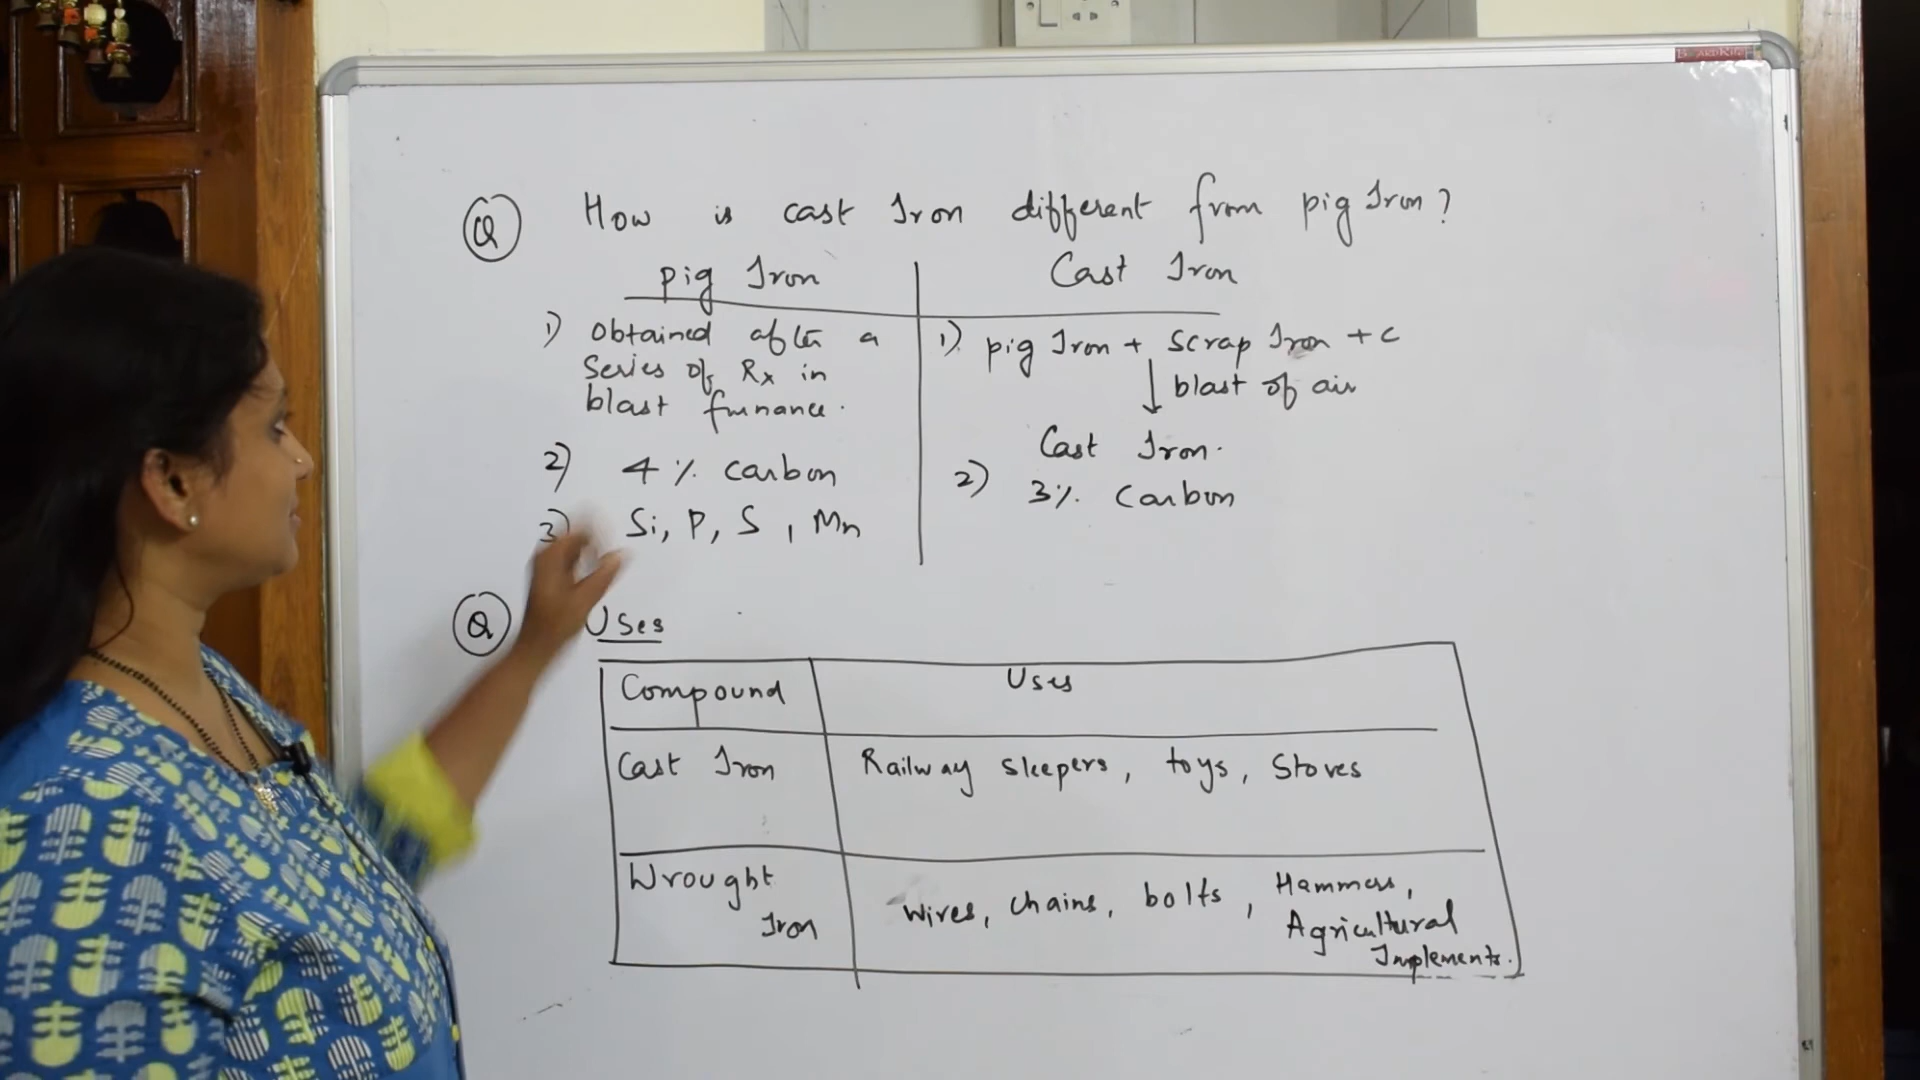 Q How is cast Iron different from pig Iron?
pig Iron
Cast Iron
1) Obtained after a
series of Rx in
blast furnance.
2) 4 % carbon
3) Si, P, S, Mn
1) pig Iron + Scrap Iron + C
blast of air
Cast Iron.
2) 3% Carbon
Q Uses
Compound Uses
Cast Iron Railway sleepers, toys, Stoves
Wrought
Iron
wires, chains, bolts, Hammers,
Agricultural
Implements.